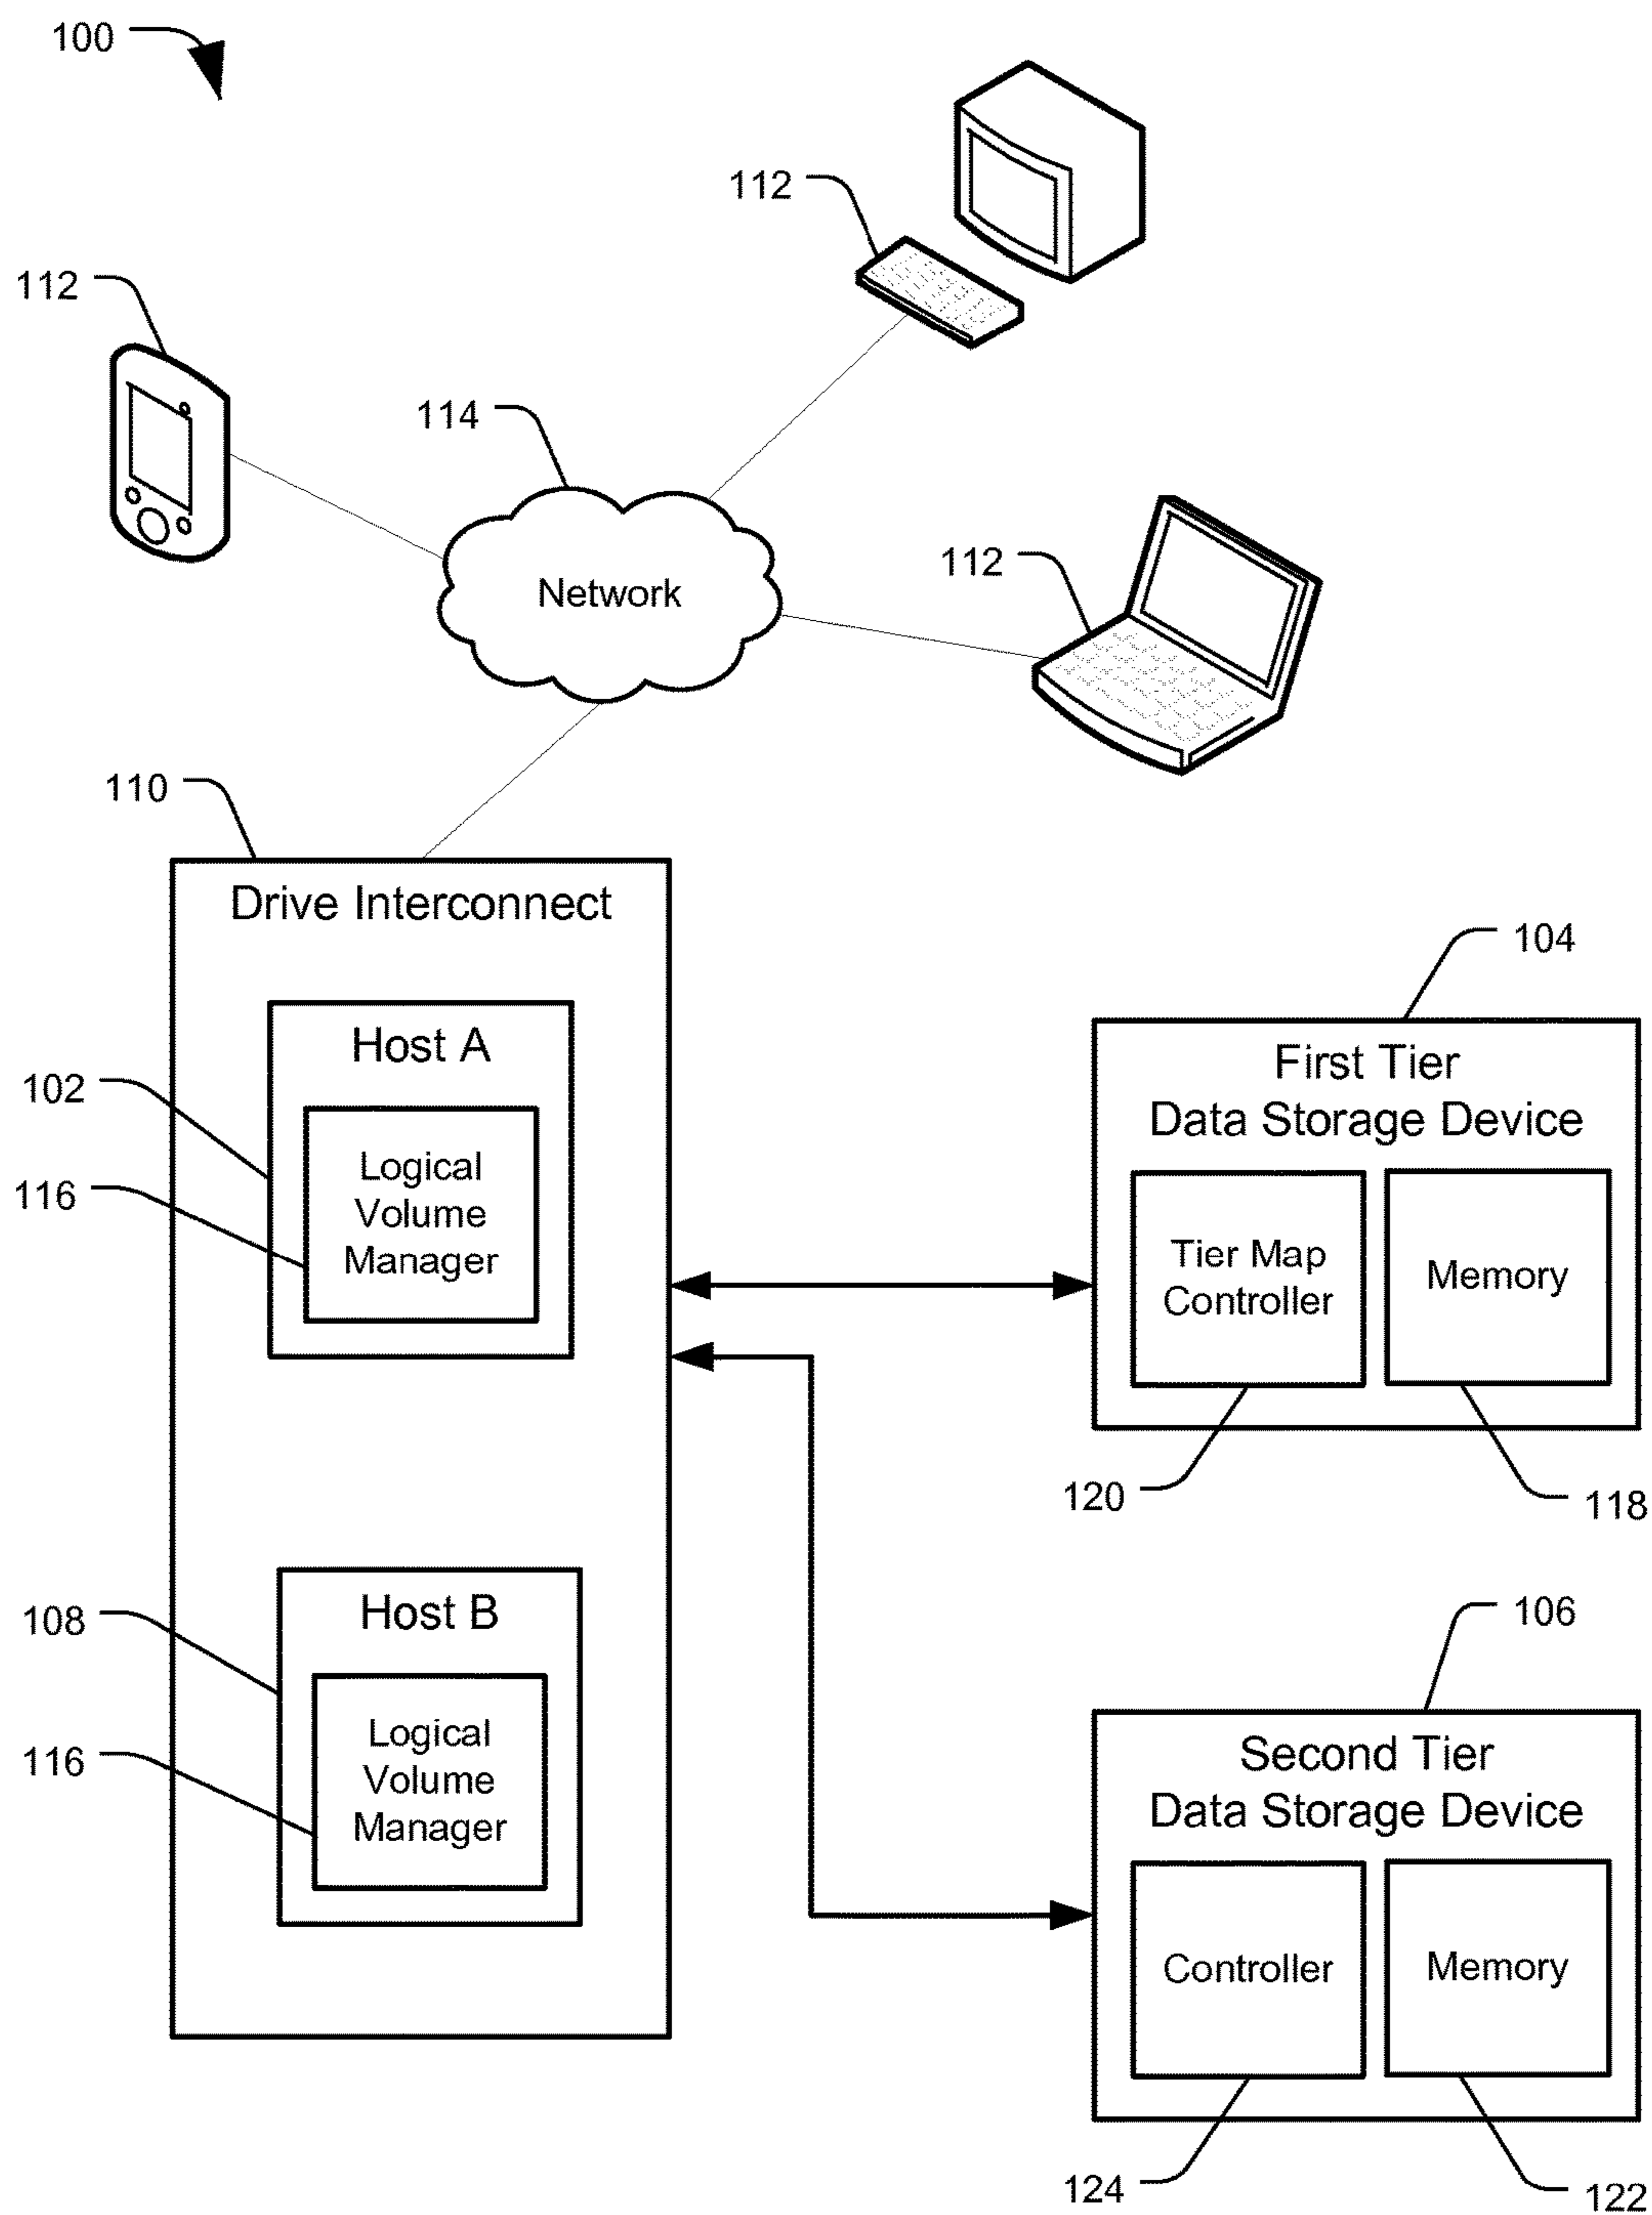 100
112
112
114
Network
112
110
Drive Interconnect
104
Host A
First Tier
Data Storage Device
102
Logical
Volume
Manager
116
Tier Map
Controller
Memory
120
118
Host B
108
106
Logical
Volume
Manager
116
Second Tier
Data Storage Device
Controller
Memory
124
122